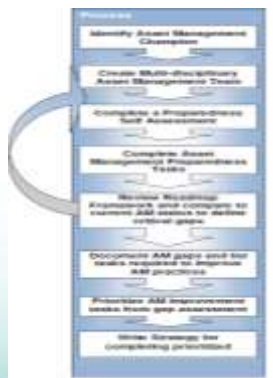 Process
Identify Asset Management
Champion
Create Multi-disciplinary
Asset Management Team
Complete a Preparedness
Self Assessment
Complete Asset
Management Preparedness
Tasks
Review Roadmap
Framework and compare to
current AM status to define
critical gaps
Document AM gaps and list
tasks required to improve
AM practices
Prioritize AM improvement
tasks from gap assessment
Write Strategy for
completing prioritized